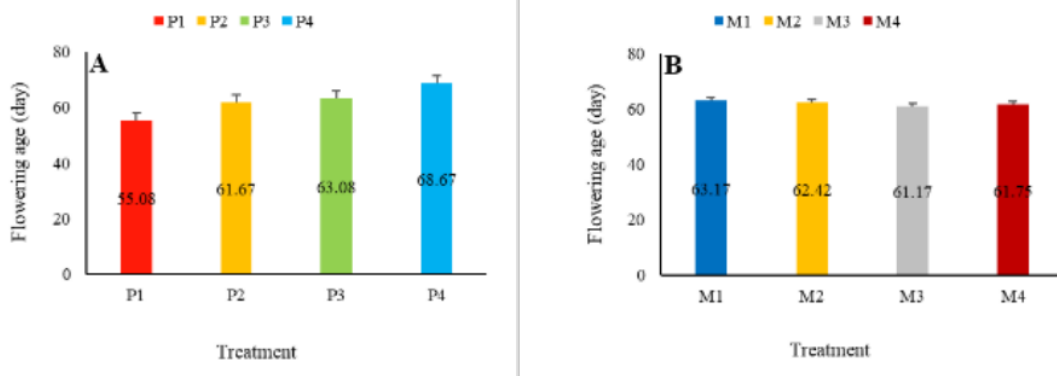 P1 P2 P3 P4
A
Flowering age (day)
80
60
40
20
0
55.08
61.67
63.08
68.67
P1 P2 P3 P4
Treatment
M1 M2 M3 M4
B
Flowering age (day)
80
60
40
20
0
63.17
62.42
61.17
61.75
M1 M2 M3 M4
Treatment